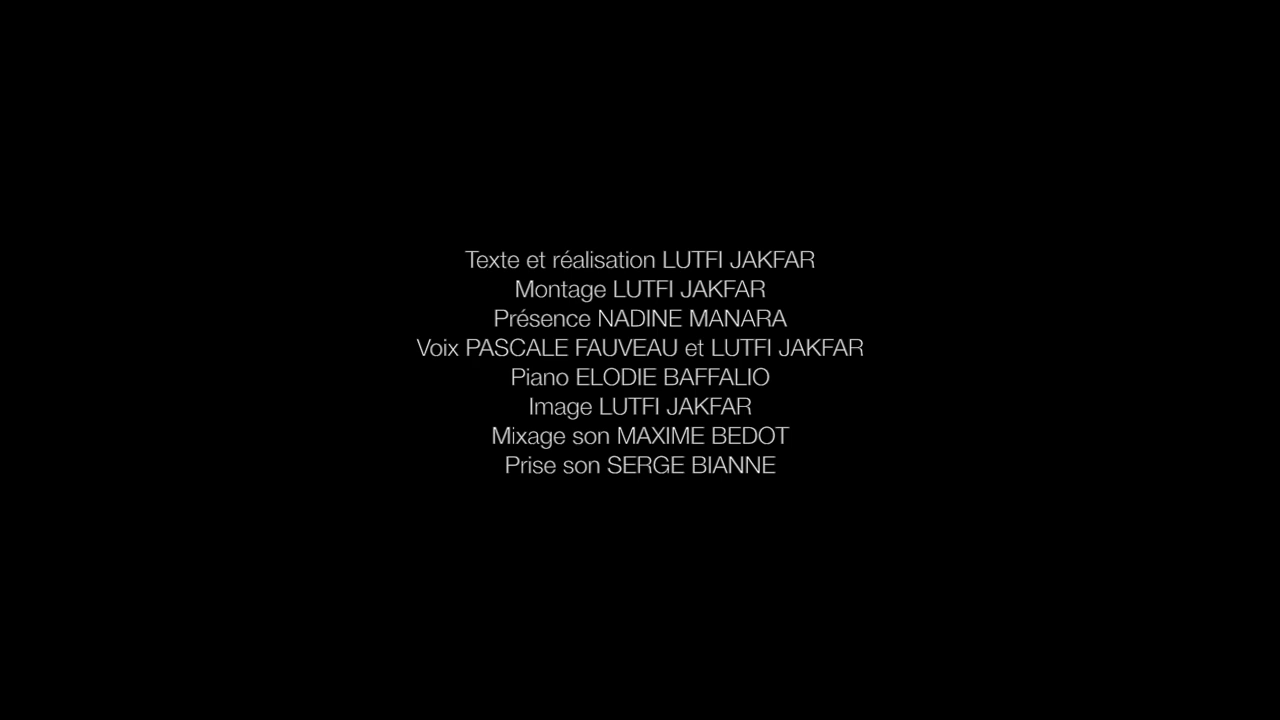 Texte et réalisation LUTFI JAKFAR
Montage LUTFI JAKFAR
Présence NADINE MANARA
Voix PASCALE FAUVEAU et LUTFI JAKFAR
Piano ELODIE BAFFALIO
Image LUTFI JAKFAR
Mixage son MAXIME BEDOT
Prise son SERGE BIANNE